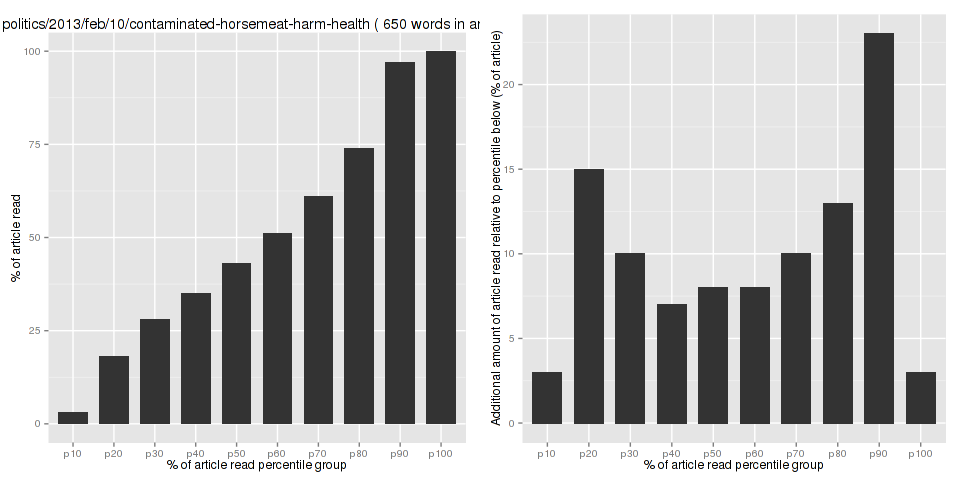 politics/2013/feb/10/contaminated-horsemeat-harm-health ( 650 words in ar
% of article read
100
75
50
25
0
p10 p20 p30 p40 p50 p60 p70 p80 p90 p100
% of article read percentile group
Additional amount of article read relative to percentile below (% of article)
20
15
10
5
0
p10 p20 p30 p40 p50 p60 p70 p80 p90 p100
% of article read percentile group